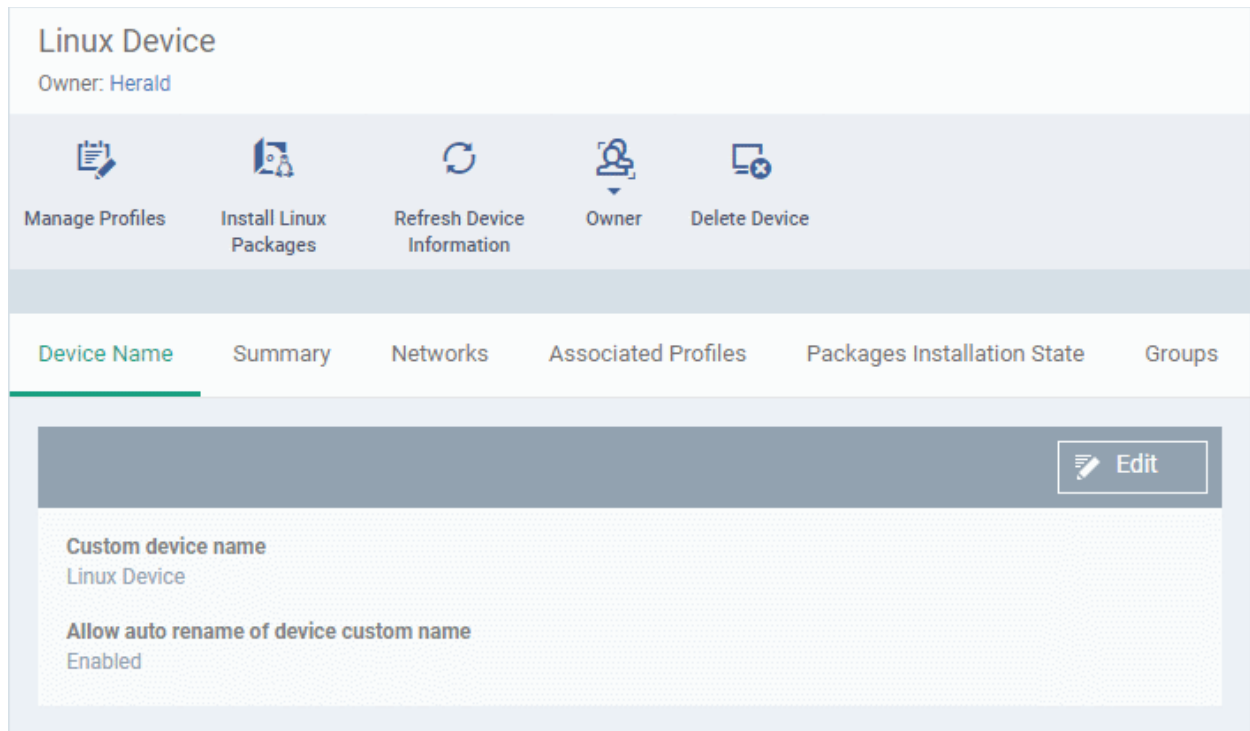 Linux Device
Owner: Herald
Manage Profiles
Install Linux
Packages
Refresh Device
Information
Owner
Delete Device
Device Name
Summary
Networks
Associated Profiles
Packages Installation State
Groups
Edit
Custom device name
Linux Device
Allow auto rename of device custom name
Enabled